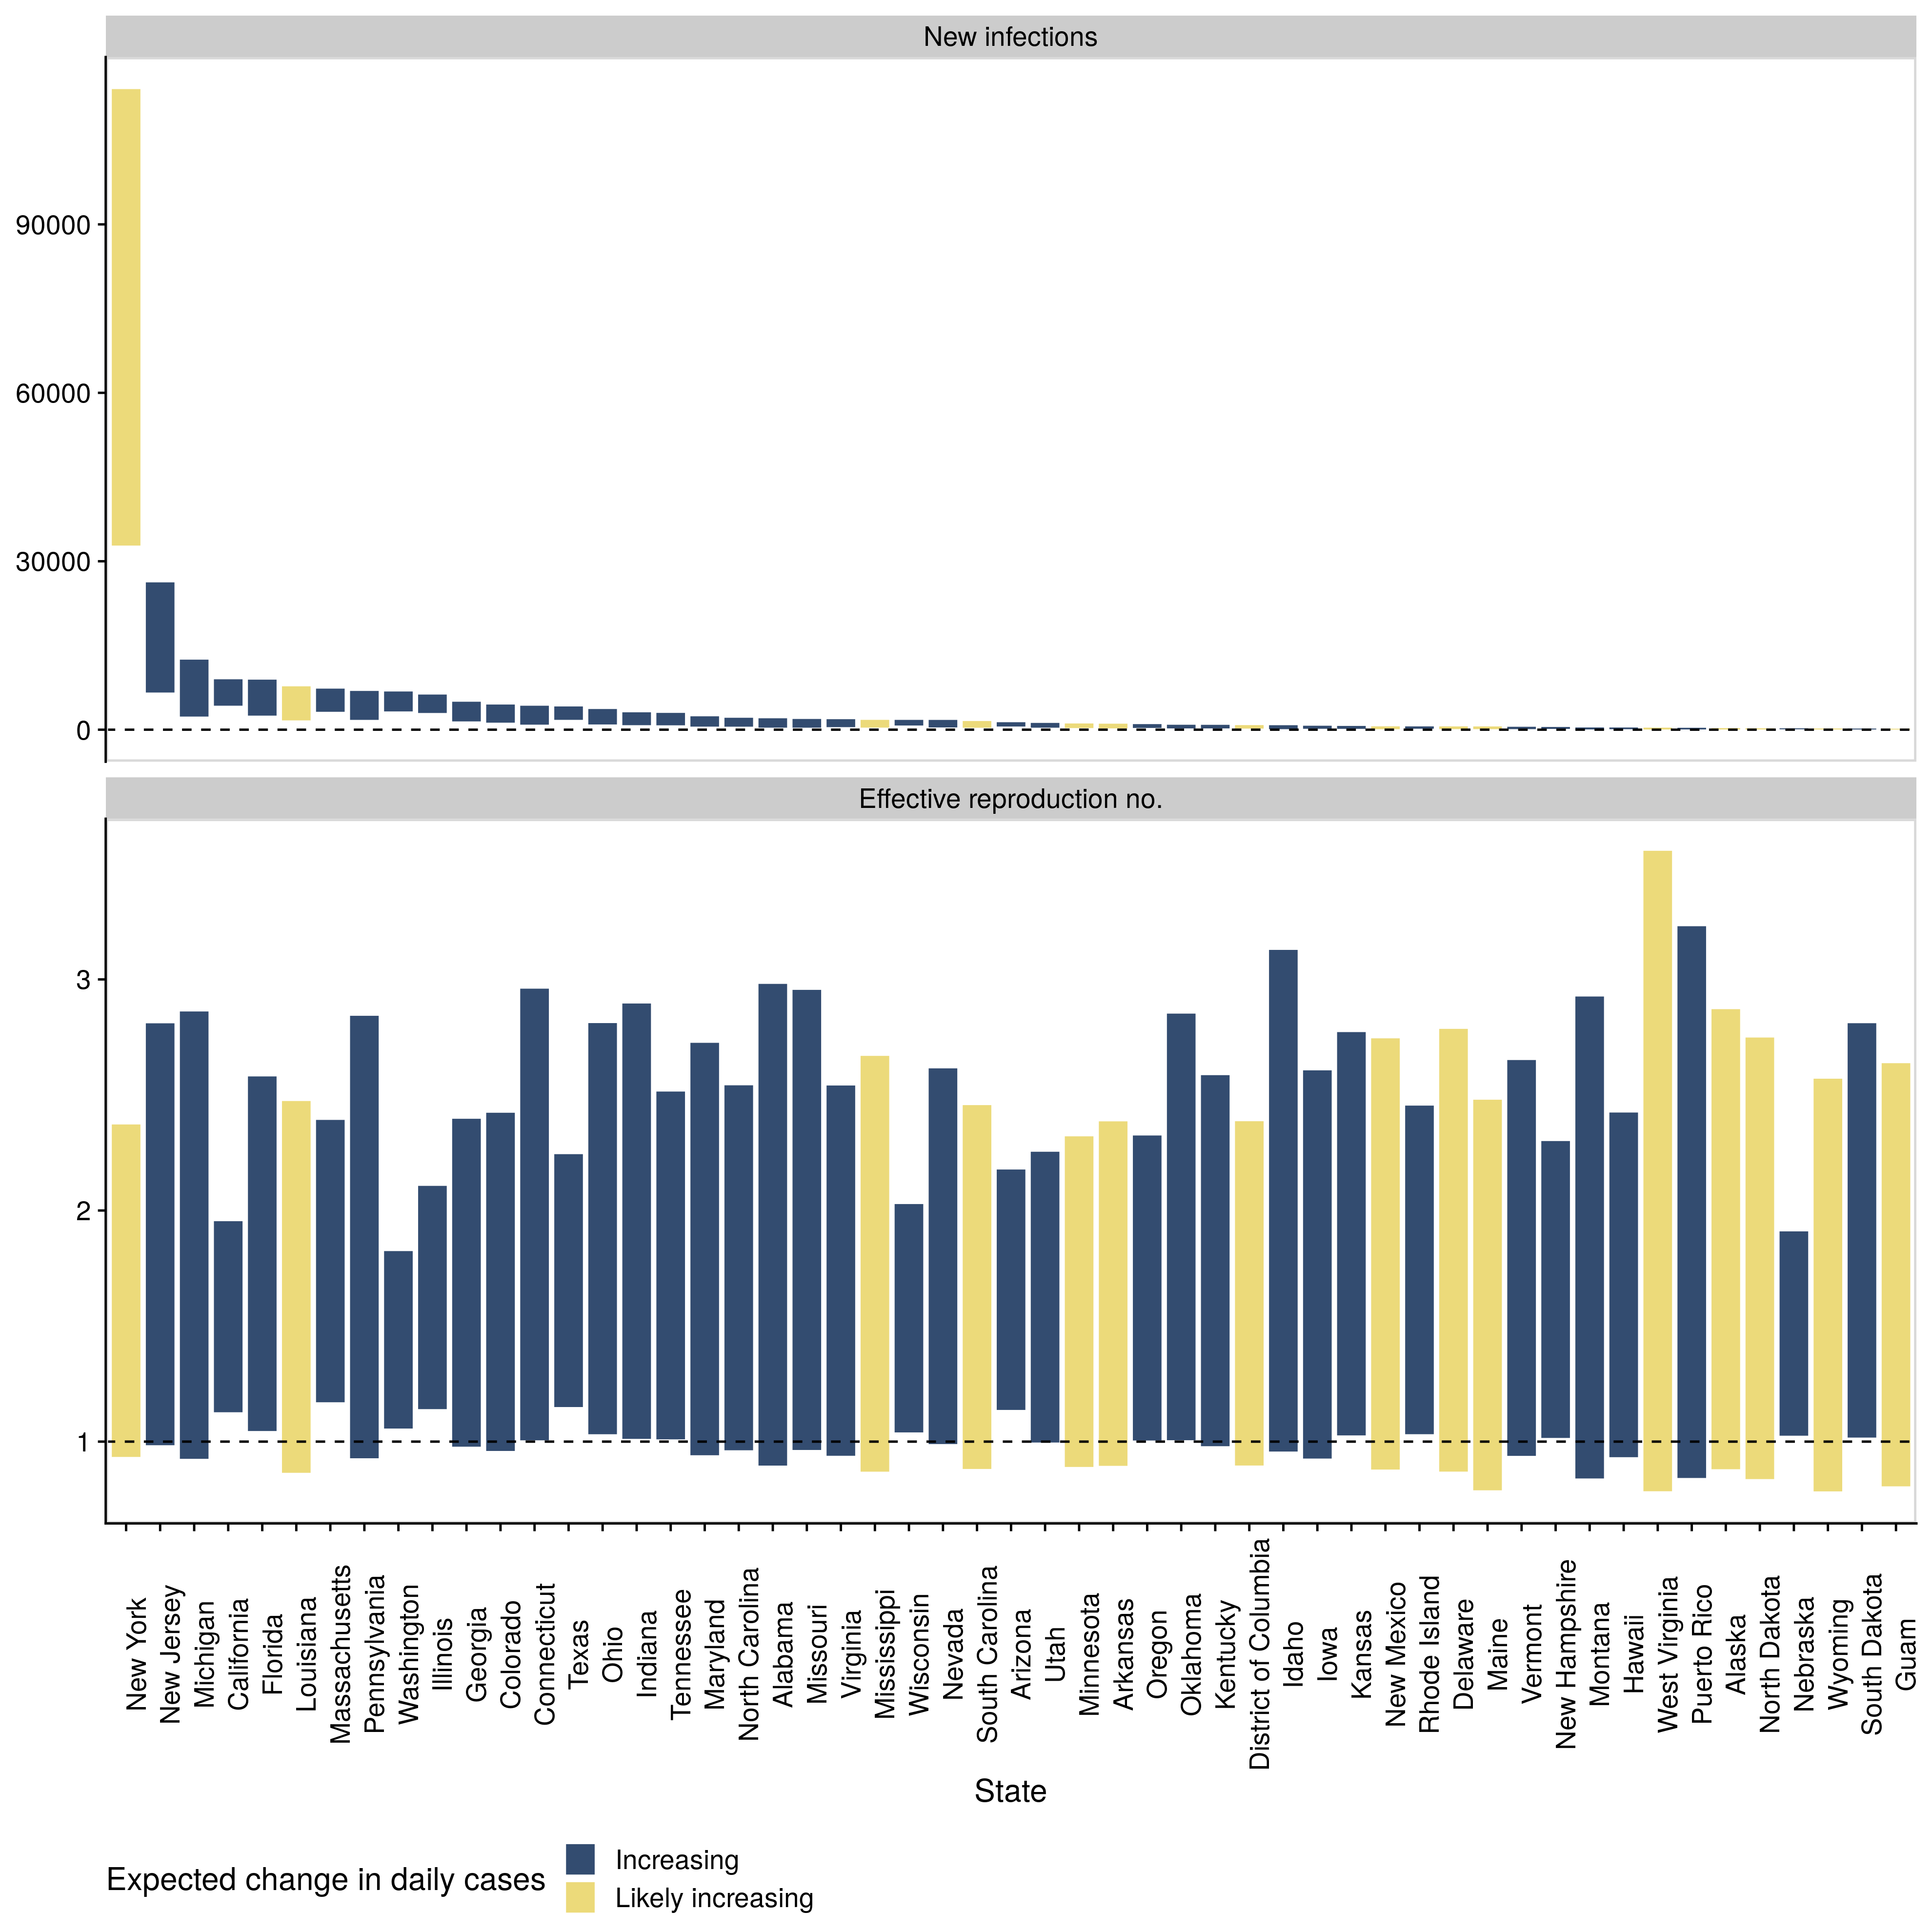 New infections
90000
60000
30000
0
Effective reproduction no.
3
2
1
New York
New Jersey
Michigan
California
Florida
Louisiana
Massachusetts
Pennsylvania
Washington
Illinois
Georgia
Colorado
Connecticut
Texas
Ohio
Indiana
Tennessee
Maryland
North Carolina
Alabama
Missouri
Virginia
Mississippi
Wisconsin
Nevada
South Carolina
Arizona
Utah
Minnesota
Arkansas
Oregon
Oklahoma
Kentucky
District of Columbia
Idaho
Iowa
Kansas
New Mexico
Rhode Island
Delaware
Maine
Vermont
New Hampshire
Montana
Hawaii
West Virginia
Puerto Rico
Alaska
North Dakota
Nebraska
Wyoming
South Dakota
Guam
State
Expected change in daily cases
Increasing
Likely increasing